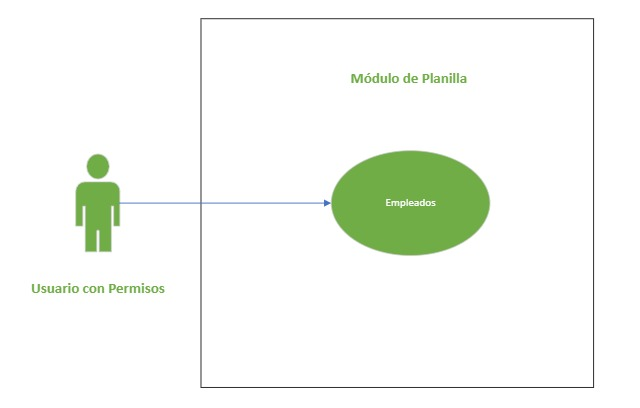 Módulo de Planilla
Empleados
Usuario con Permisos